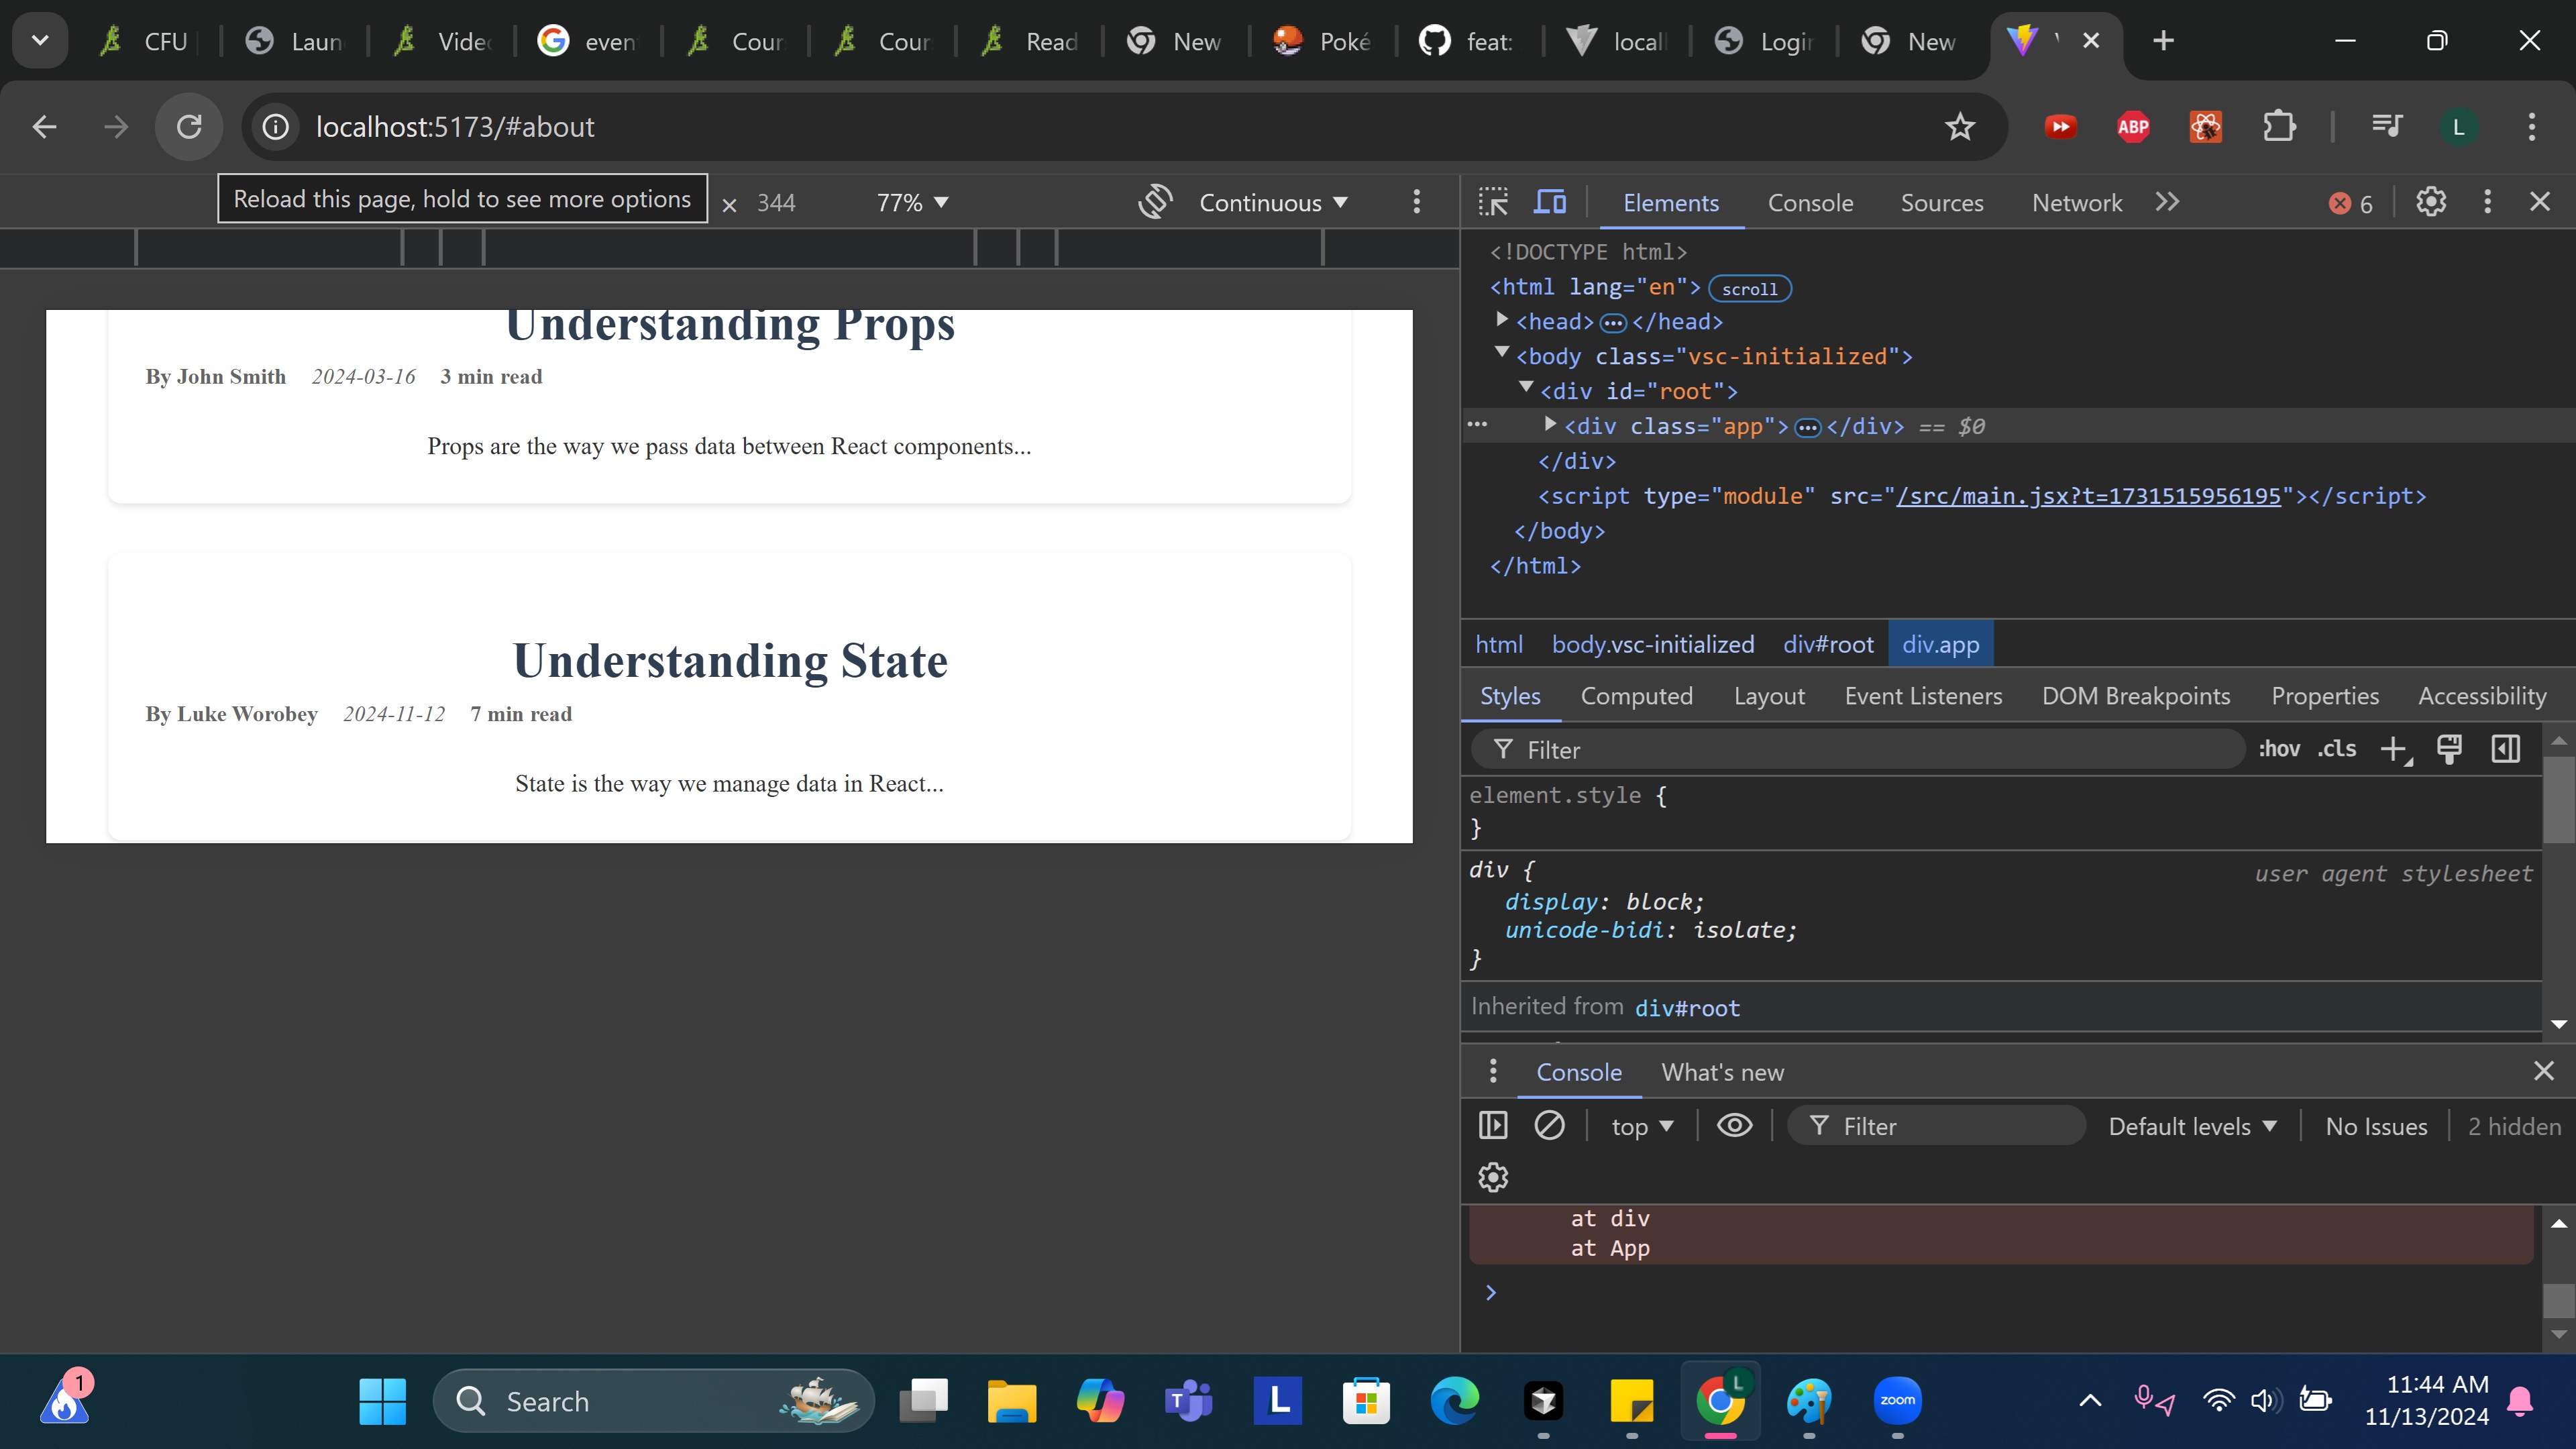 CFU
Laun
Vide
even
Cour
Cour
Read
New
Poké
feat:
locall
Login
New
localhost:5173/#about
ABP
L
Reload this page, hold to see more options
× 344
77%
Continuous
Elements
Console
Sources
Network
6
Understanding Props
By John Smith 2024-03-16 3 min read
Props are the way we pass data between React components...
Understanding State
By Luke Worobey 2024-11-12 7 min read
State is the way we manage data in React...
<!DOCTYPE html>
<html lang="en"> scroll
<head>…</head>
<body class="vsc-initialized">
<div id="root">
… <div class="app">…</div> == $0
</div>
<script type="module" src="/src/main.jsx?t=1731515956195"></script>
</body>
</html>
html body.vsc-initialized div#root div.app
Styles Computed Layout Event Listeners DOM Breakpoints Properties Accessibility
Filter :hov .cls
element.style {
}
div { user agent stylesheet
display: block;
unicode-bidi: isolate;
}
Inherited from div#root
Console What's new
top Filter Default levels No Issues 2 hidden
at div
at App
1
Search
T
L
L
zoom
11:44 AM
11/13/2024